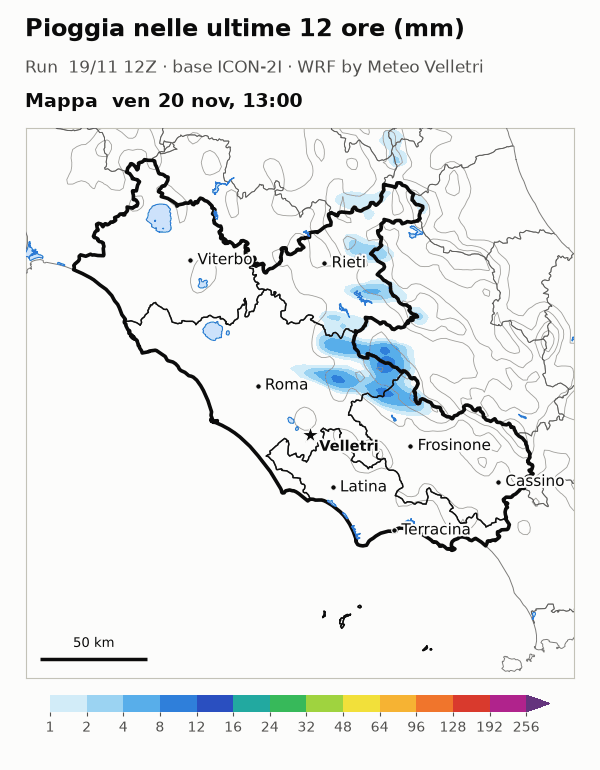 Pioggia nelle ultime 12 ore (mm)
Run  19/11 12Z · base ICON-2I · WRF by Meteo Velletri
Mappa  ven 20 nov, 13:00
Viterbo
Rieti
Roma
Velletri
Frosinone
Cassino
Latina
Terracina
50 km
1 2 4 8 12 16 24 32 48 64 96 128 192 256